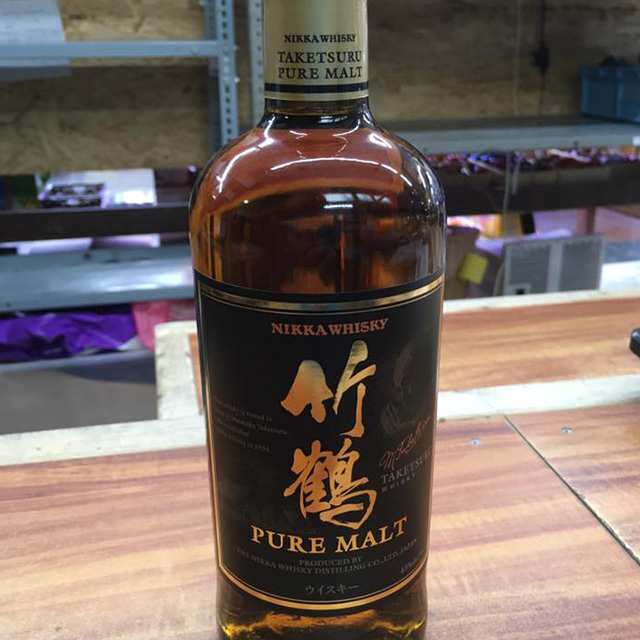 NIKKA WHISKY
TAKETSURU
PURE MALT
NIKKA WHISKY
竹鶴
TAKETSURU
WHISKY
PURE MALT
PRODUCED BY
THE NIKKA WHISKY DISTILLING CO., LTD. JAPAN
ウイスキー